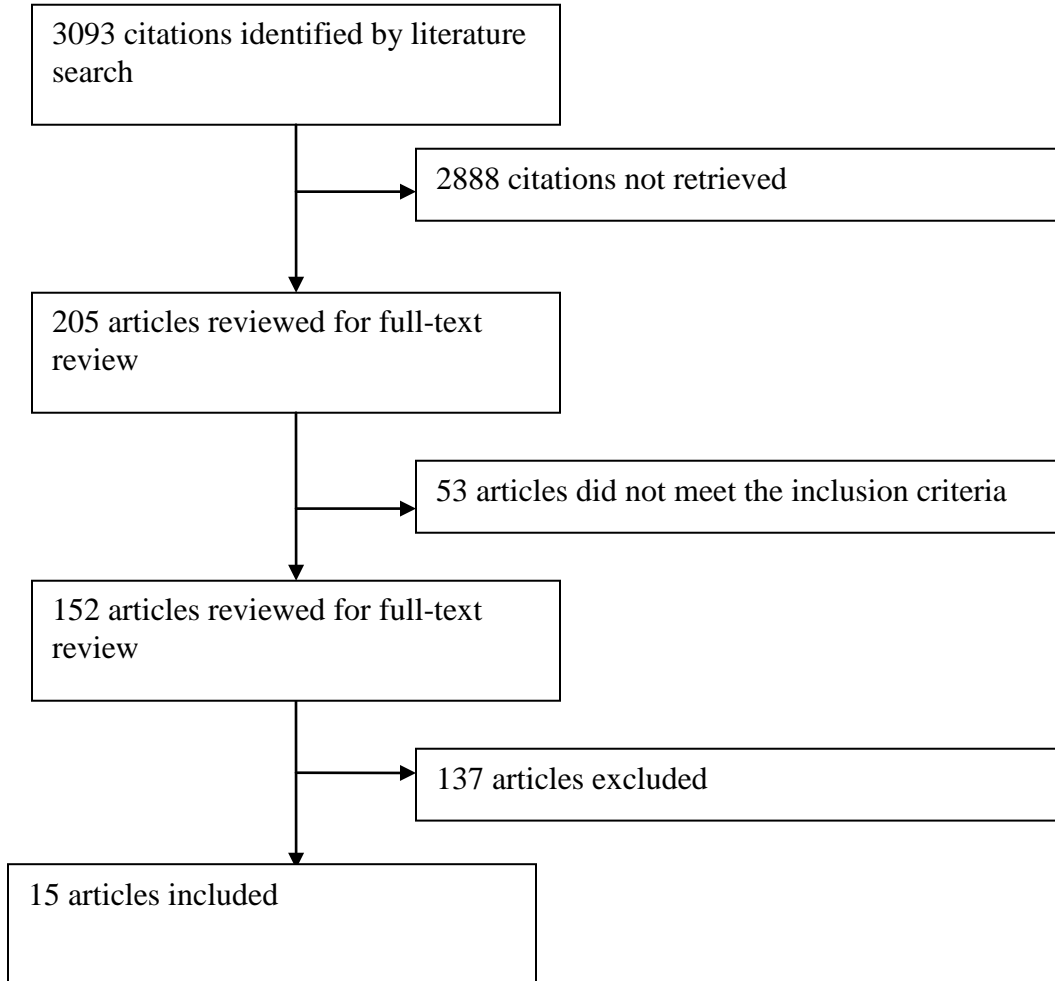 3093 citations identified by literature
search
2888 citations not retrieved
205 articles reviewed for full-text
review
53 articles did not meet the inclusion criteria
152 articles reviewed for full-text
review
137 articles excluded
15 articles included